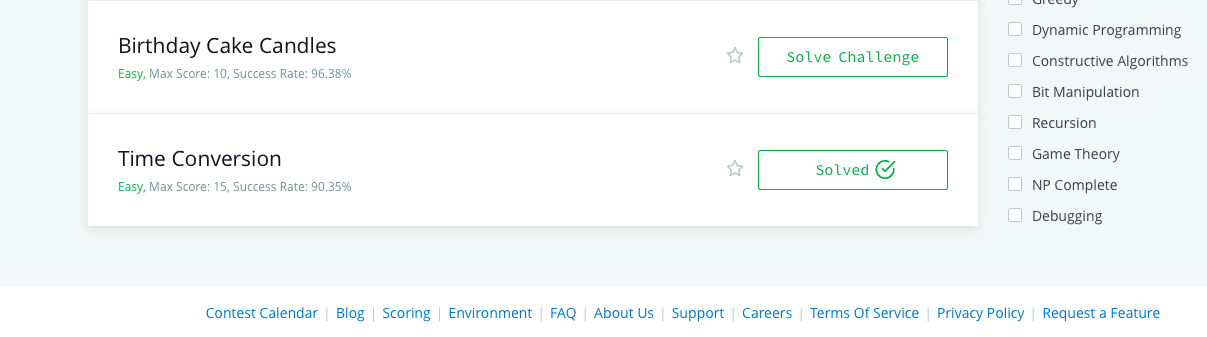 Greedy
Dynamic Programming
Constructive Algorithms
Bit Manipulation
Recursion
Game Theory
NP Complete
Debugging
Birthday Cake Candles
Easy, Max Score: 10, Success Rate: 96.38%
Solve Challenge
Time Conversion
Easy, Max Score: 15, Success Rate: 90.35%
Solved
Contest Calendar | Blog | Scoring | Environment | FAQ | About Us | Support | Careers | Terms Of Service | Privacy Policy | Request a Feature